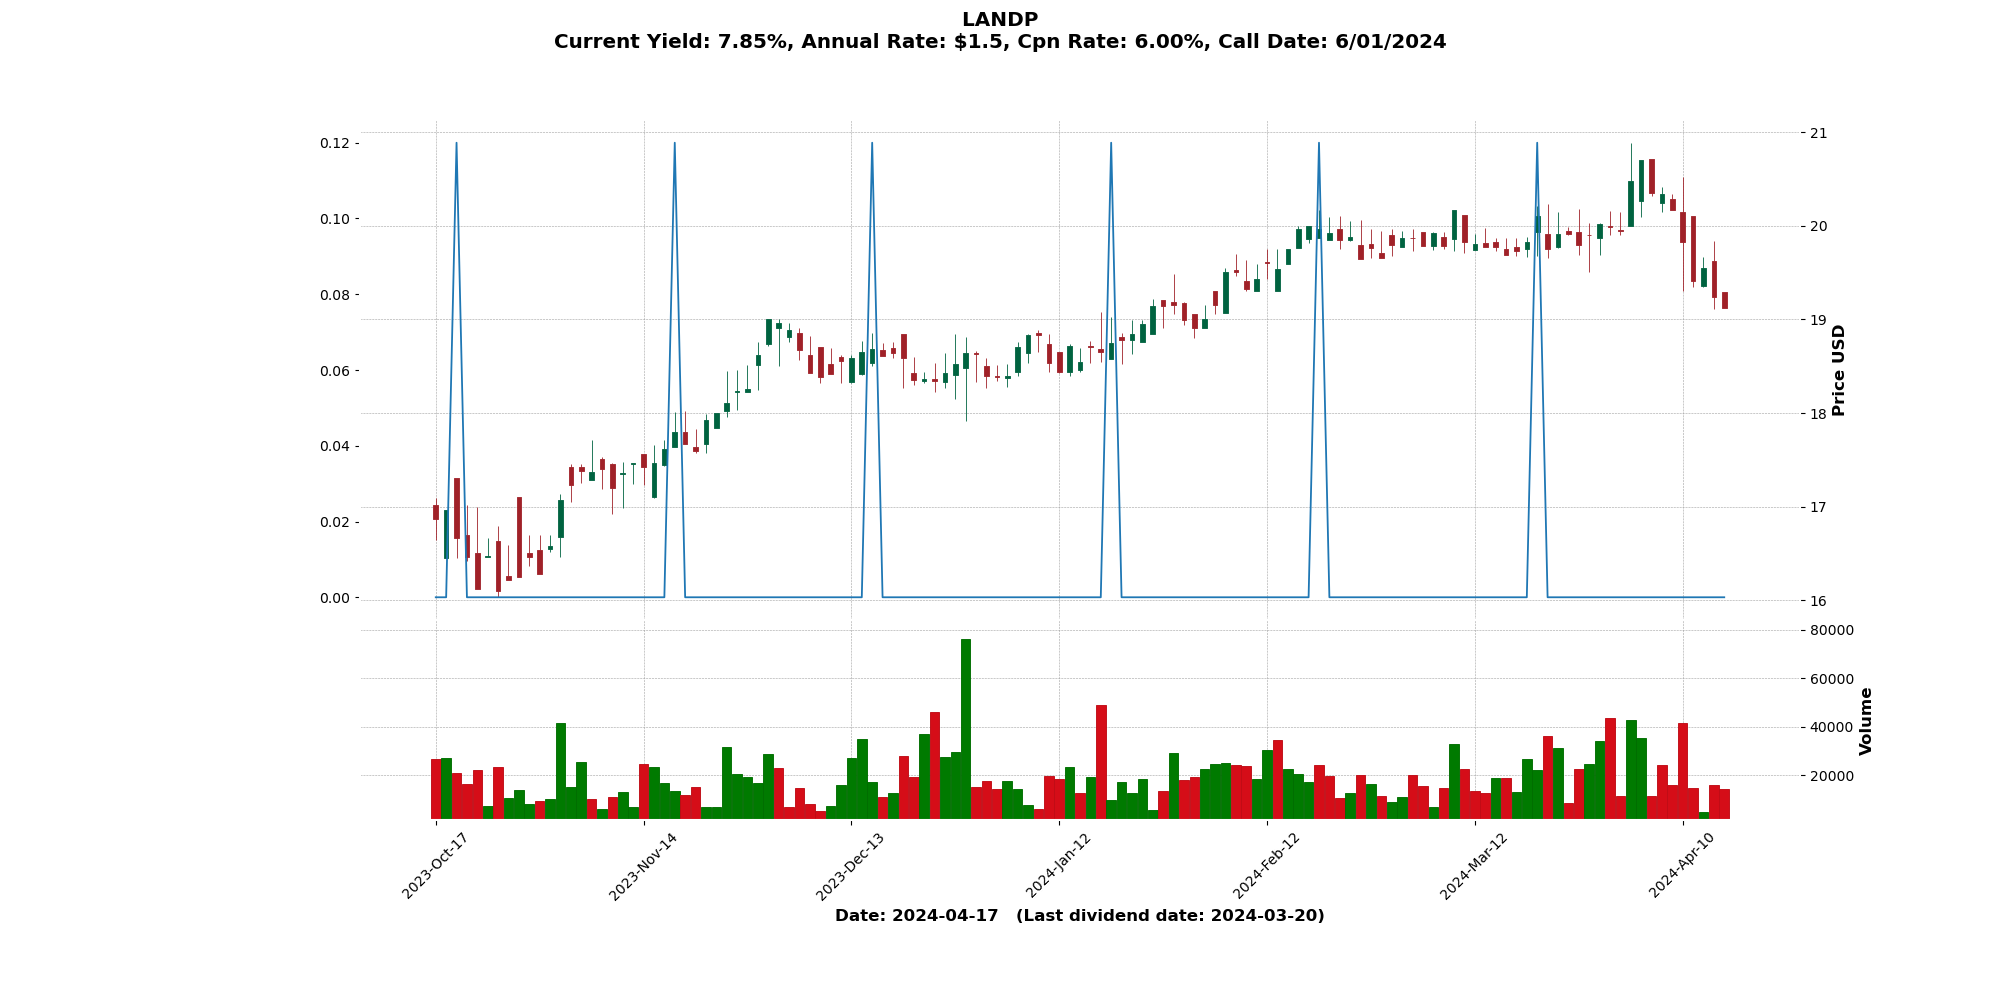 LANDP
Current Yield: 7.85%, Annual Rate: $1.5, Cpn Rate: 6.00%, Call Date: 6/01/2024
0.12
0.10
0.08
0.06
0.04
0.02
0.00
21
20
19
18
17
16
Price USD
80000
60000
40000
20000
Volume
2023-Oct-17
2023-Nov-14
2023-Dec-13
2024-Jan-12
2024-Feb-12
2024-Mar-12
2024-Apr-10
Date: 2024-04-17 (Last dividend date: 2024-03-20)